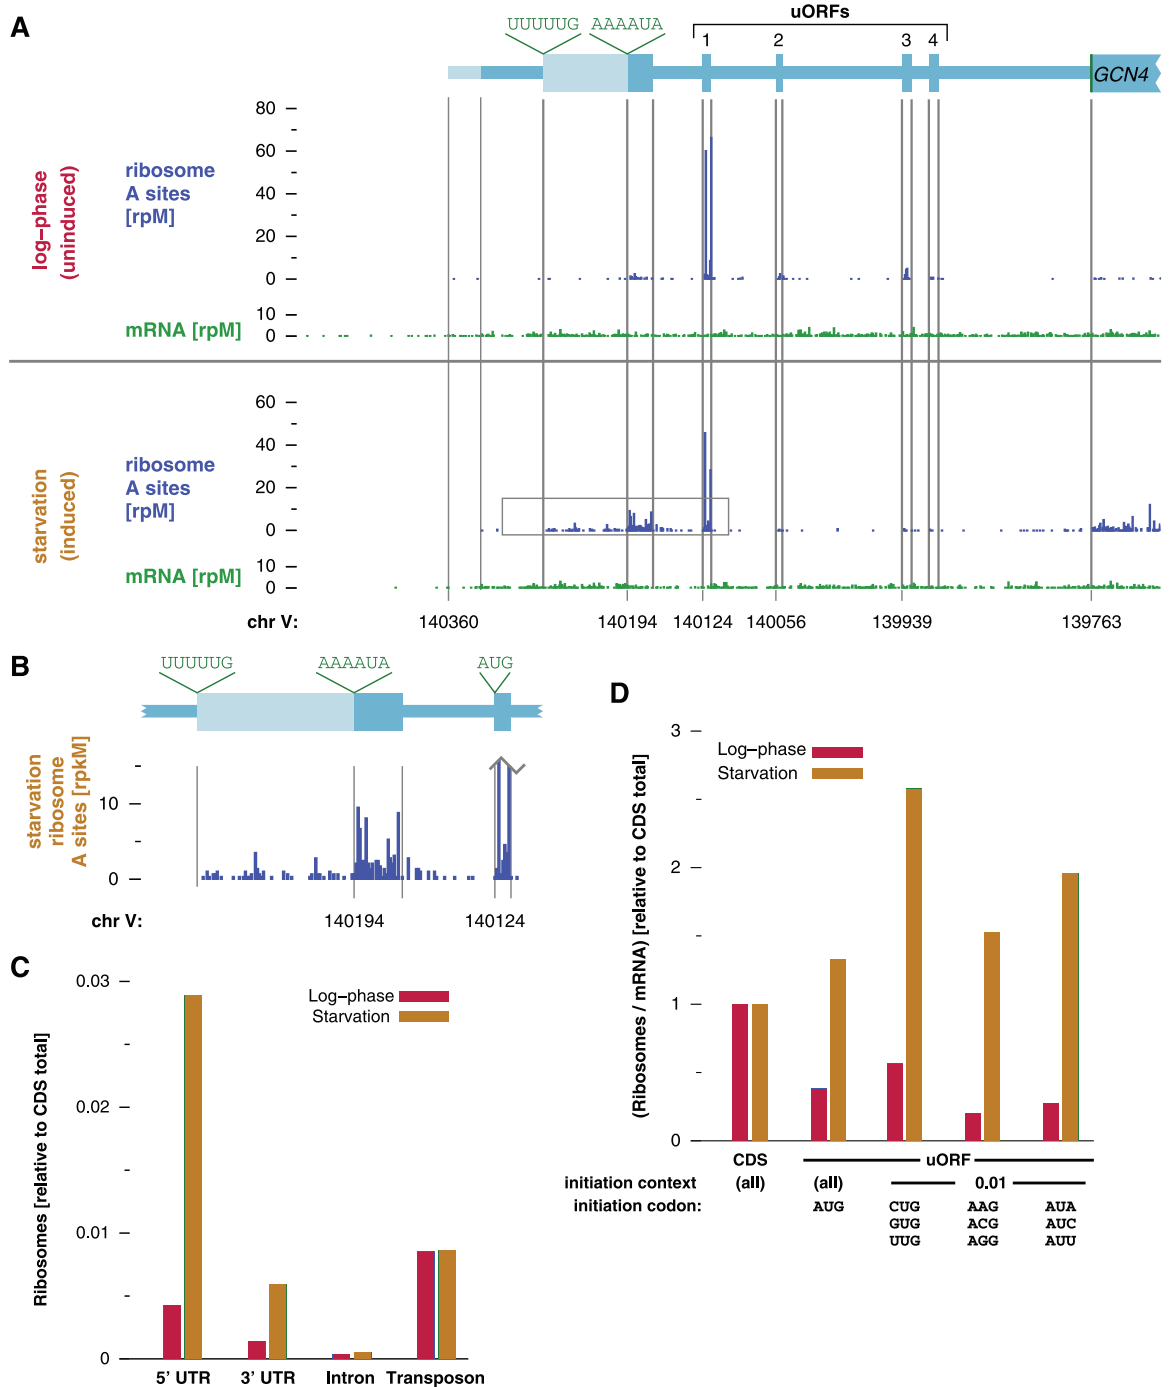 A
UUUUUG AAAAUA
uORFs
1 2 3 4
GCN4
80
60
40
20
0
log–phase
(uninduced)
ribosome
A sites
[rpM]
10
0
mRNA [rpM]
60
40
20
0
starvation
(induced)
ribosome
A sites
[rpM]
10
0
mRNA [rpM]
chr V: 140360 140194 140124 140056 139939 139763
B
UUUUUG AAAAUA AUG
starvation
ribosome
A sites [rpkM]
10
0
chr V: 140194 140124
C
Ribosomes [relative to CDS total]
0.03
0.02
0.01
0
Log–phase
Starvation
5' UTR 3' UTR Intron Transposon
D
(Ribosomes / mRNA) [relative to CDS total]
3
2
1
0
Log–phase
Starvation
CDS uORF
initiation context (all) (all) 0.01
initiation codon: AUG CUG AAG AUA
GUG ACG AUC
UUG AGG AUU